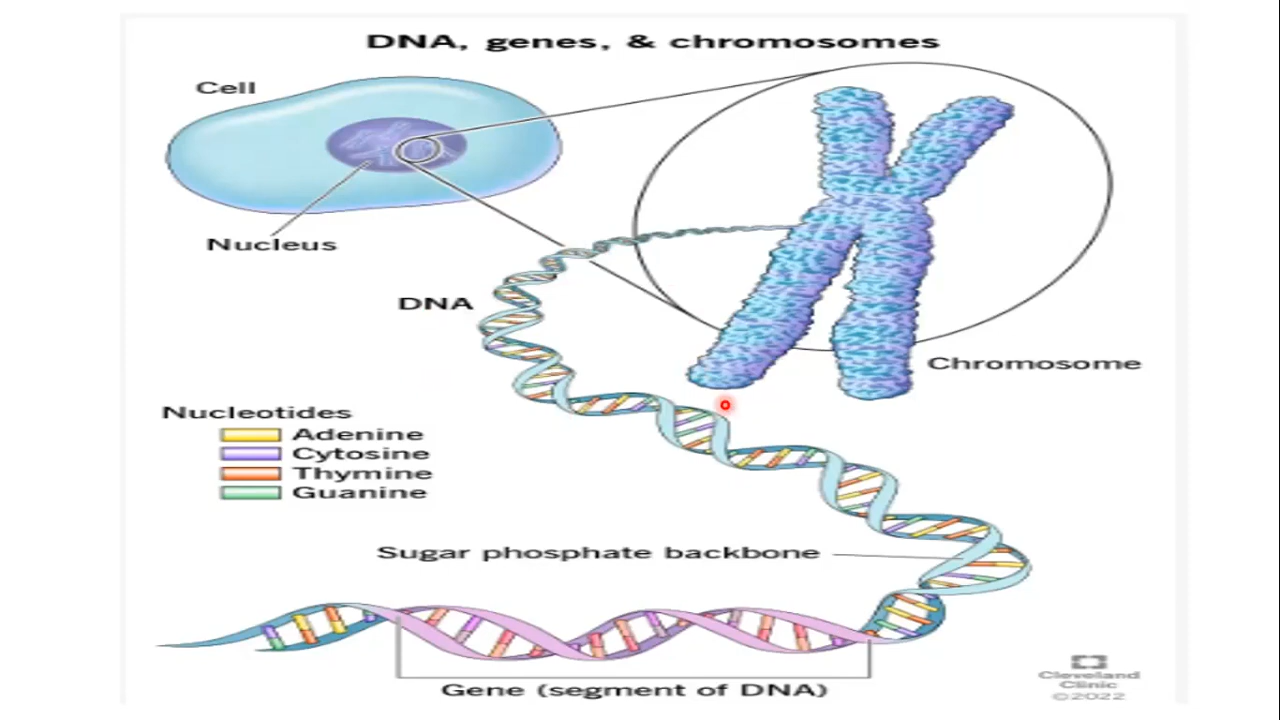 DNA, genes, & chromosomes
Cell
Nucleus
DNA
Chromosome
Nucleotides
Adenine
Cytosine
Thymine
Guanine
Sugar phosphate backbone
Gene (segment of DNA)
Cleveland
Clinic
©2022